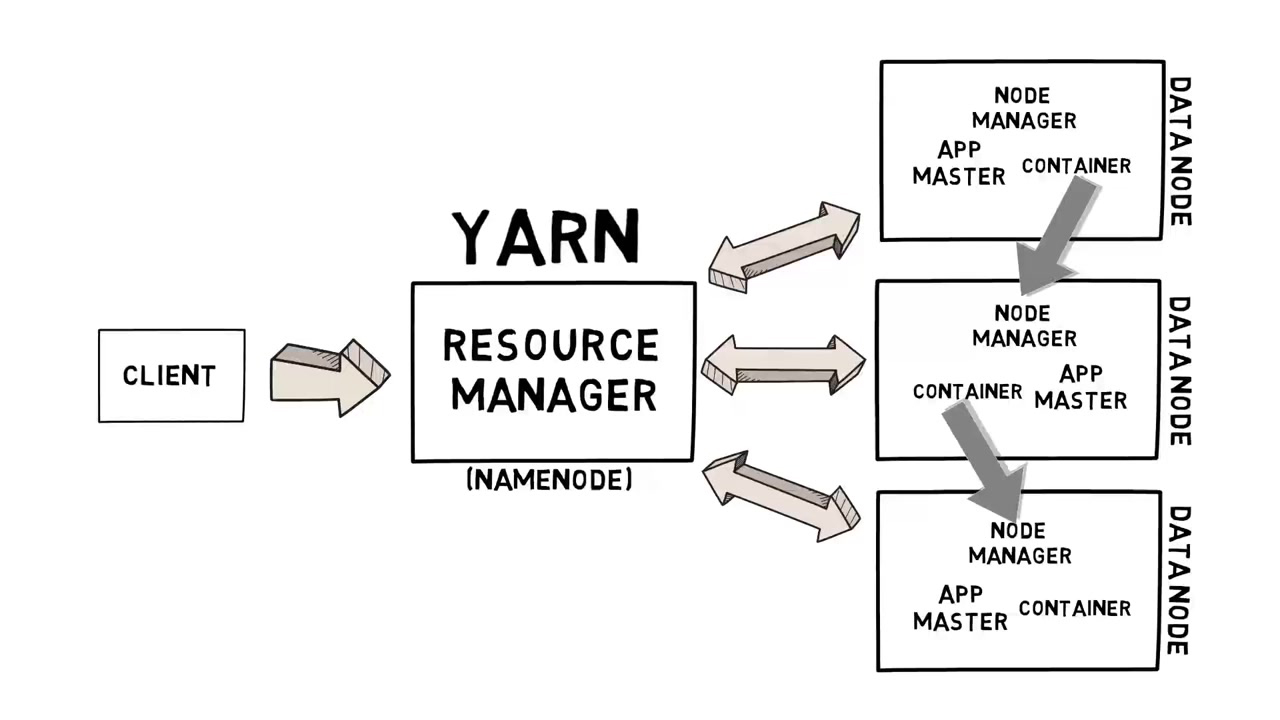 CLIENT
YARN
RESOURCE
MANAGER
(NAMENODE)
NODE
MANAGER
APP
MASTER
CONTAINER
DATANODE
NODE
MANAGER
CONTAINER
APP
MASTER
DATANODE
NODE
MANAGER
APP
MASTER
CONTAINER
DATANODE